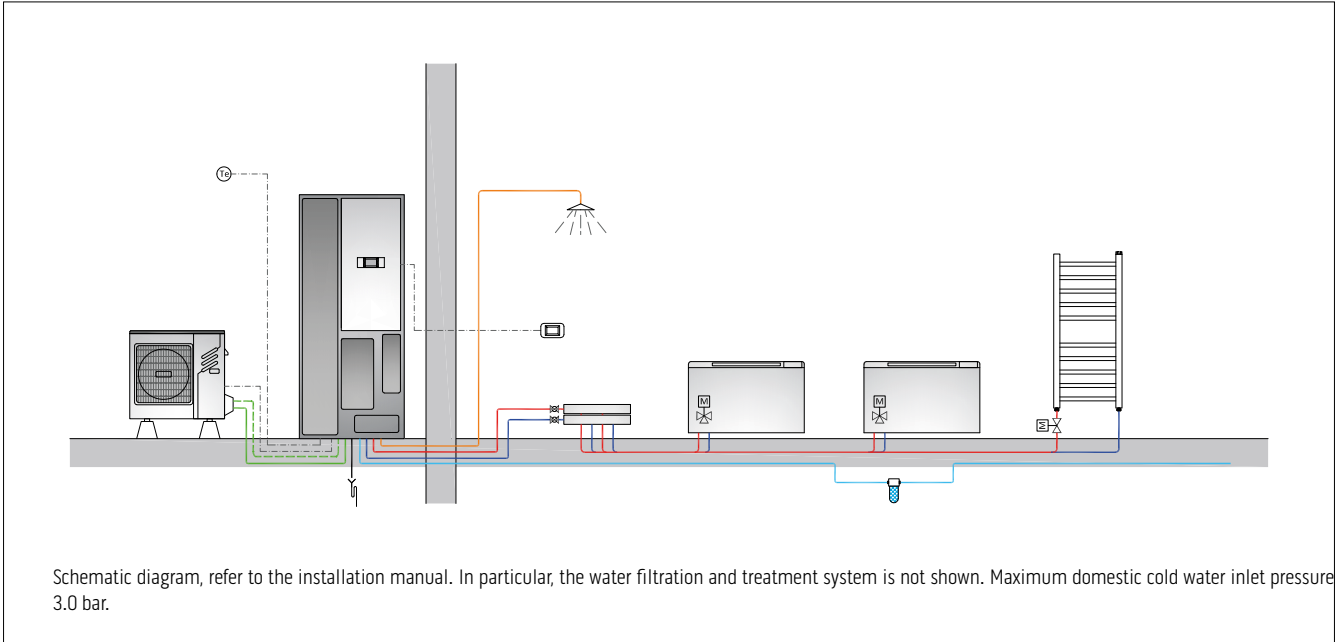 Te
M
M
M
Schematic diagram, refer to the installation manual. In particular, the water filtration and treatment system is not shown. Maximum domestic cold water inlet pressure
3.0 bar.